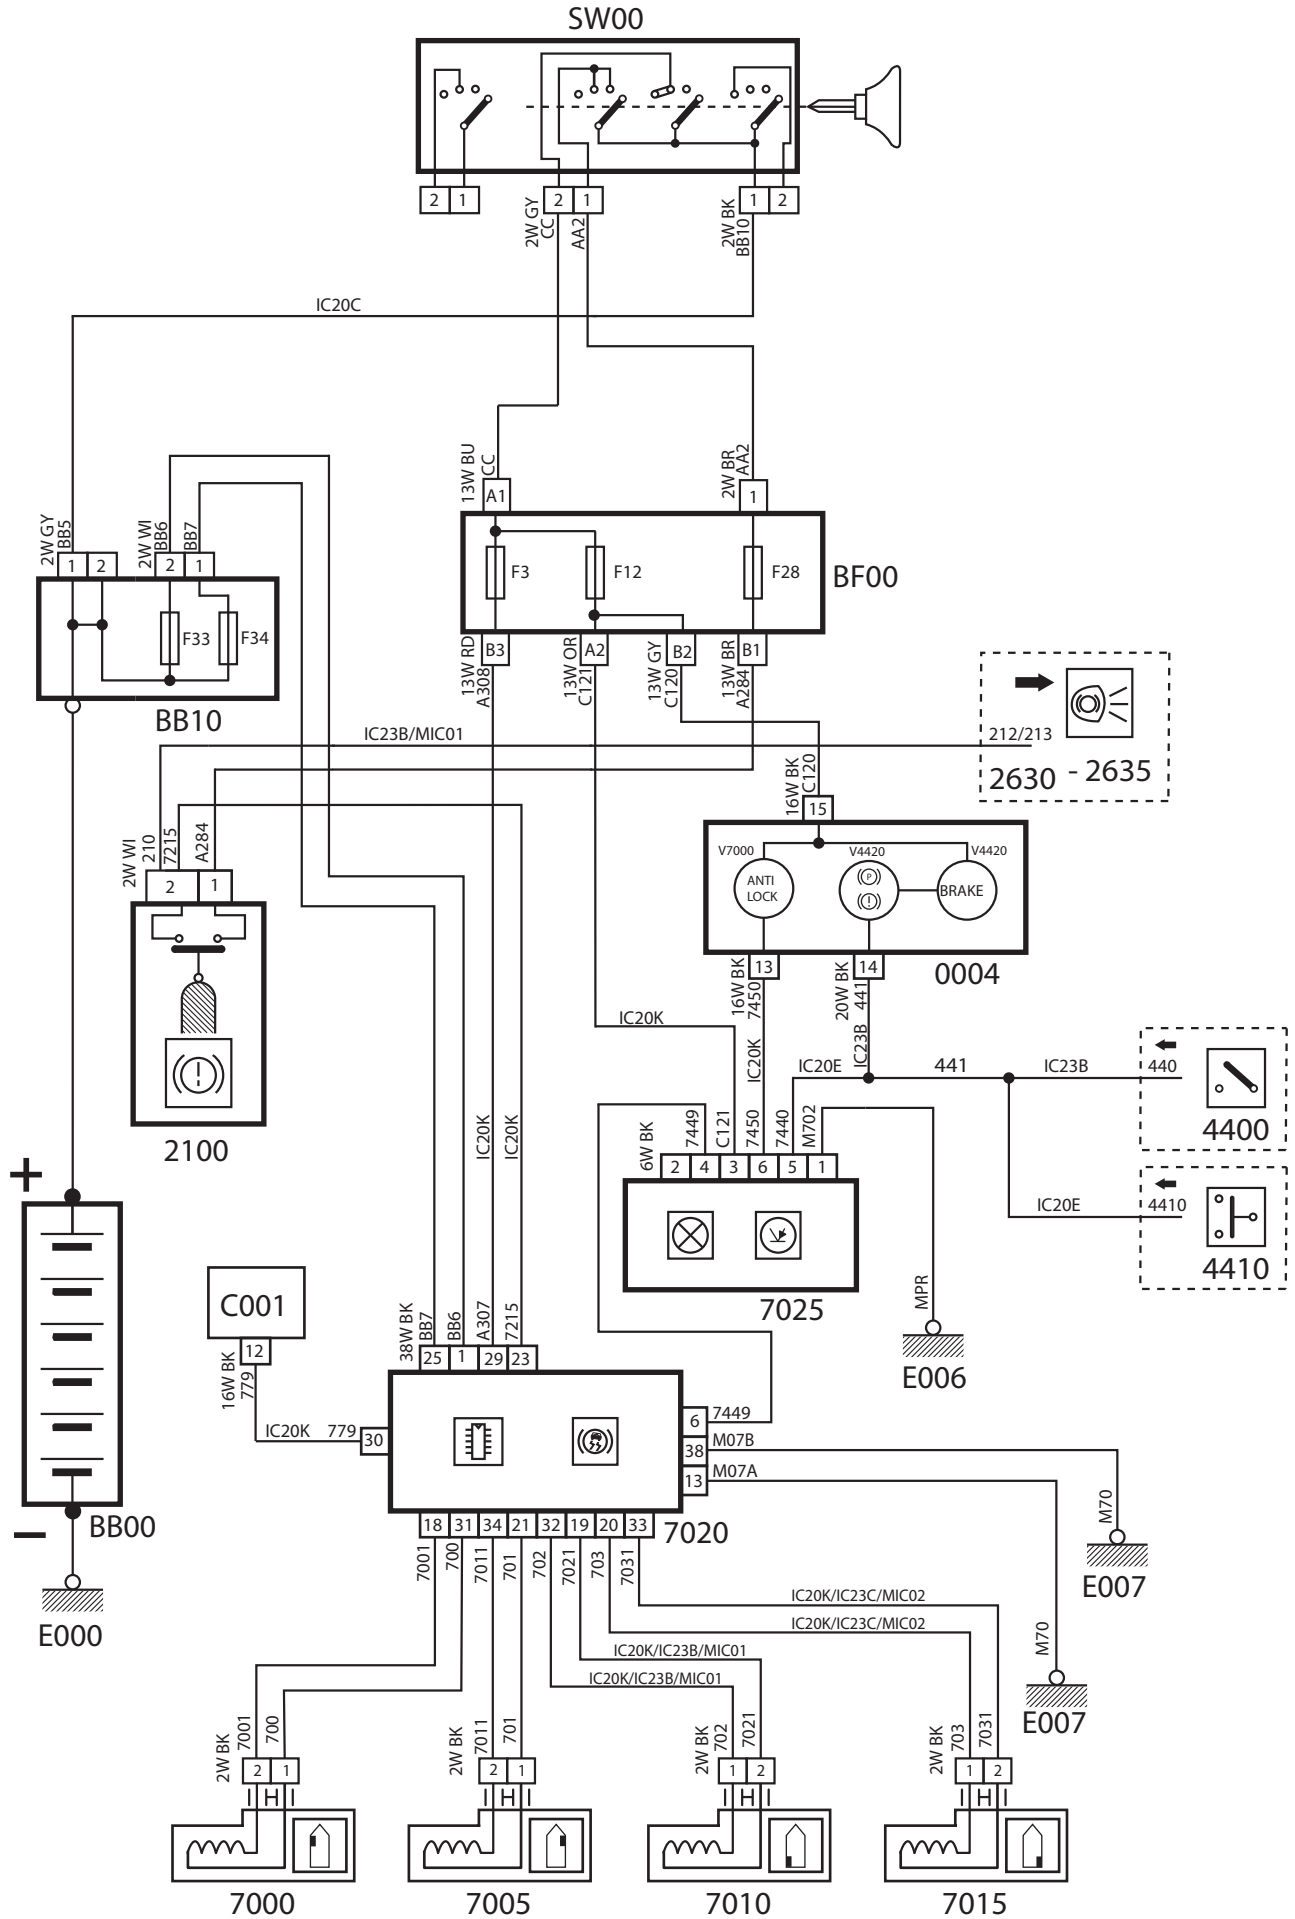 SW00
2 1 2 1 1 2
2W GY
CC
AA2
2W BK
BB10
IC20C
13W BU
CC
2W BR
AA2
A1 1
2W GY
BB5
2W WI
BB6
BB7
1 2 2 1
F3 F12 F28
BF00
F33 F34
B3 A2 B2 B1
13W RD
A308
13W OR
C121
13W GY
C120
13W BR
A284
BB10
IC23B/MIC01
212/213
2630 - 2635
16W BK
C120
15
2W WI
210
7215
A284
2 1
V7000 V4420 V4420
ANTI
LOCK
P
!
BRAKE
13 14
0004
16W BK
7450
20W BK
441
IC20K
IC20K
IC23B
!
2100
IC20E 441 IC23B 440
4400
IC20K
IC20K
6W BK
7449
C121
7450
7440
M702
2 4 3 6 5 1
IC20E 4410
4410
+
7025
MPR
E006
C001
12
16W BK
779
38W BK
BB7
BB6
A307
7215
25 1 29 23
IC20K 779 30
6 7449
38 M07B
13 M07A
–
BB00
18 31 34 21 32 19 20 33
7020
M70
E007
7001
700
7011
701
702
7021
703
7031
E000
IC20K/IC23C/MIC02
IC20K/IC23C/MIC02
IC20K/IC23B/MIC01
IC20K/IC23B/MIC01
M70
E007
2W BK
7001
700
2W BK
7011
701
2W BK
702
7021
2W BK
703
7031
2 1 2 1 1 2 1 2
7000 7005 7010 7015